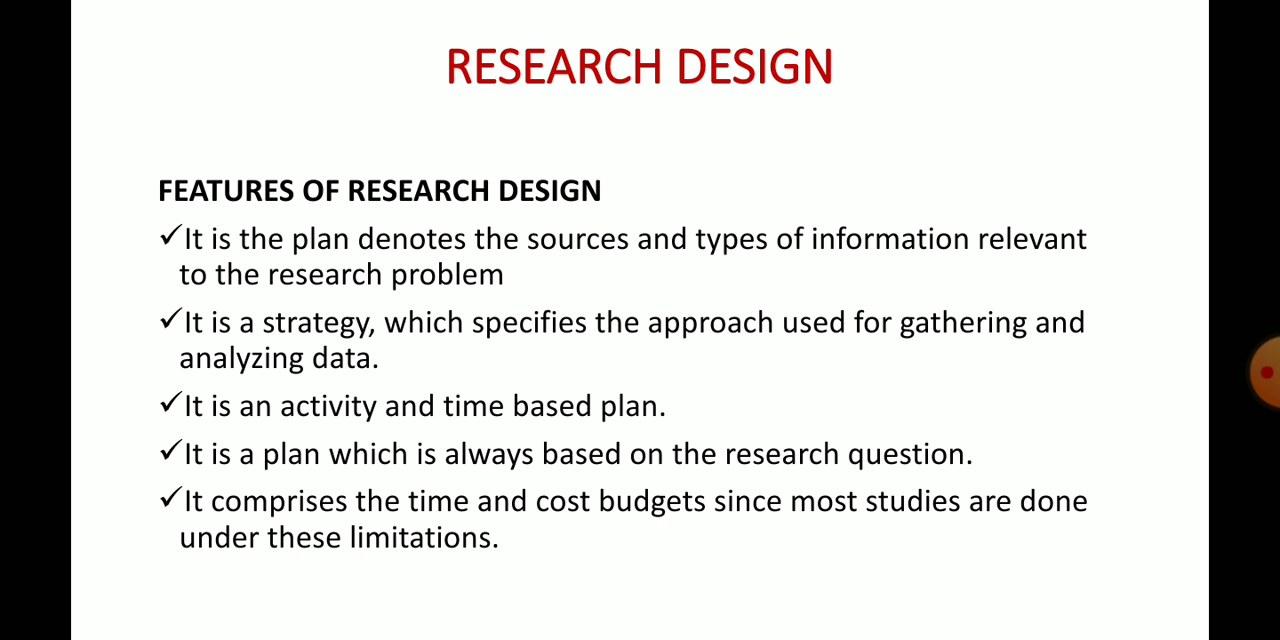 RESEARCH DESIGN
FEATURES OF RESEARCH DESIGN
✓It is the plan denotes the sources and types of information relevant
to the research problem
✓It is a strategy, which specifies the approach used for gathering and
analyzing data.
✓It is an activity and time based plan.
✓It is a plan which is always based on the research question.
✓It comprises the time and cost budgets since most studies are done
under these limitations.